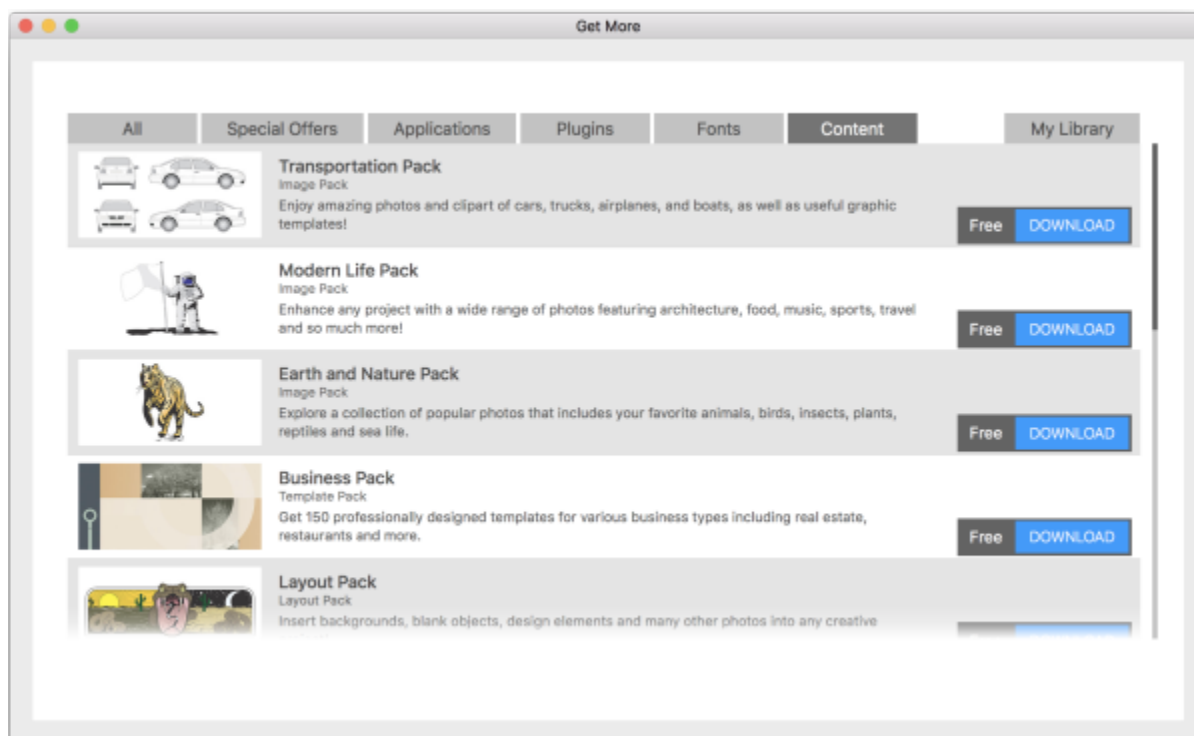 Get More
All Special Offers Applications Plugins Fonts Content My Library
Transportation Pack
Image Pack
Enjoy amazing photos and clipart of cars, trucks, airplanes, and boats, as well as useful graphic
templates!
Free DOWNLOAD
Modern Life Pack
Image Pack
Enhance any project with a wide range of photos featuring architecture, food, music, sports, travel
and so much more!
Free DOWNLOAD
Earth and Nature Pack
Image Pack
Explore a collection of popular photos that includes your favorite animals, birds, insects, plants,
reptiles and sea life.
Free DOWNLOAD
Business Pack
Template Pack
Get 150 professionally designed templates for various business types including real estate,
restaurants and more.
Free DOWNLOAD
Layout Pack
Layout Pack
Insert backgrounds, blank objects, design elements and many other photos into any creative